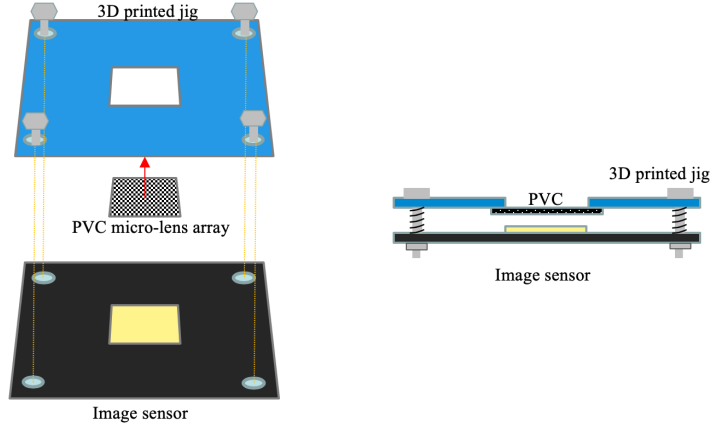 3D printed jig
PVC micro-lens array
Image sensor
3D printed jig
PVC
Image sensor